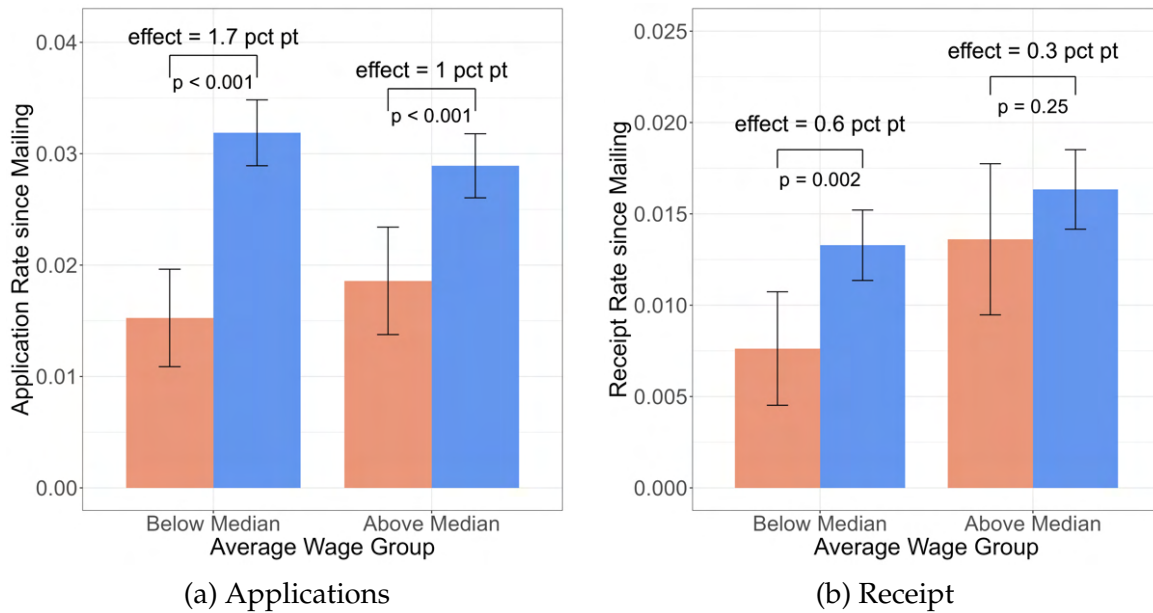 Application Rate since Mailing
0.04
0.03
0.02
0.01
0.00
effect = 1.7 pct pt
p < 0.001
effect = 1 pct pt
p < 0.001
Below Median
Above Median
Average Wage Group
(a) Applications
Receipt Rate since Mailing
0.025
0.020
0.015
0.010
0.005
0.000
effect = 0.6 pct pt
p = 0.002
effect = 0.3 pct pt
p = 0.25
Below Median
Above Median
Average Wage Group
(b) Receipt